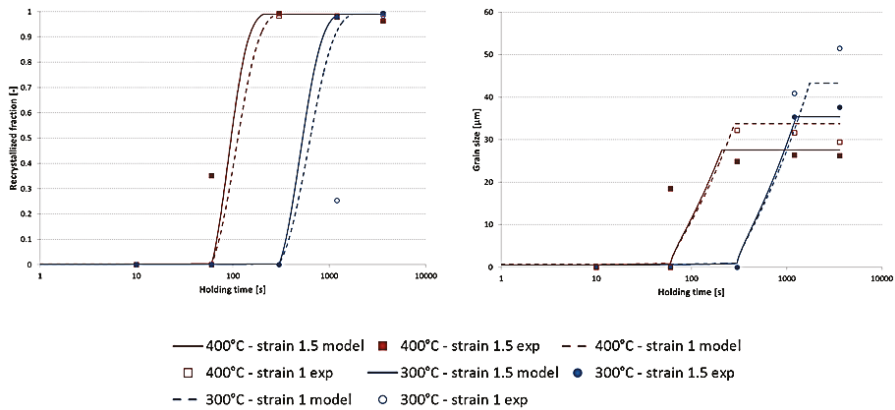 1
0.9
0.8
0.7
0.6
0.5
0.4
0.3
0.2
0.1
0
Recrystallized fraction [-]
1 10 100 1000 10000
Holding time [s]
60
50
40
30
20
10
0
Grain size [µm]
1 10 100 1000 10000
Holding time [s]
400°C - strain 1.5 model 400°C - strain 1.5 exp 400°C - strain 1 model
400°C - strain 1 exp 300°C - strain 1.5 model 300°C - strain 1.5 exp
300°C - strain 1 model 300°C - strain 1 exp